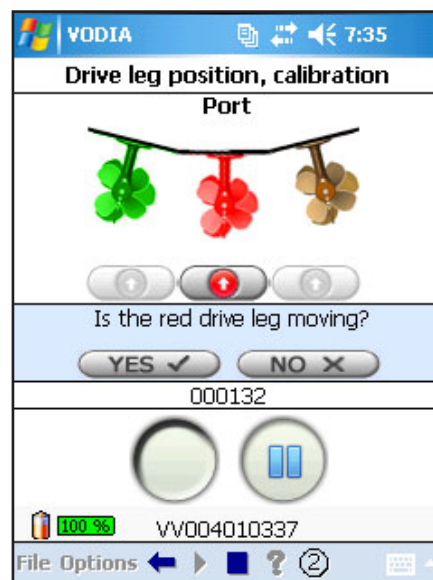 VODIA 7:35
Drive leg position, calibration
Port
Is the red drive leg moving?
YES NO
000132
100 % VV004010337
File Options ? 2